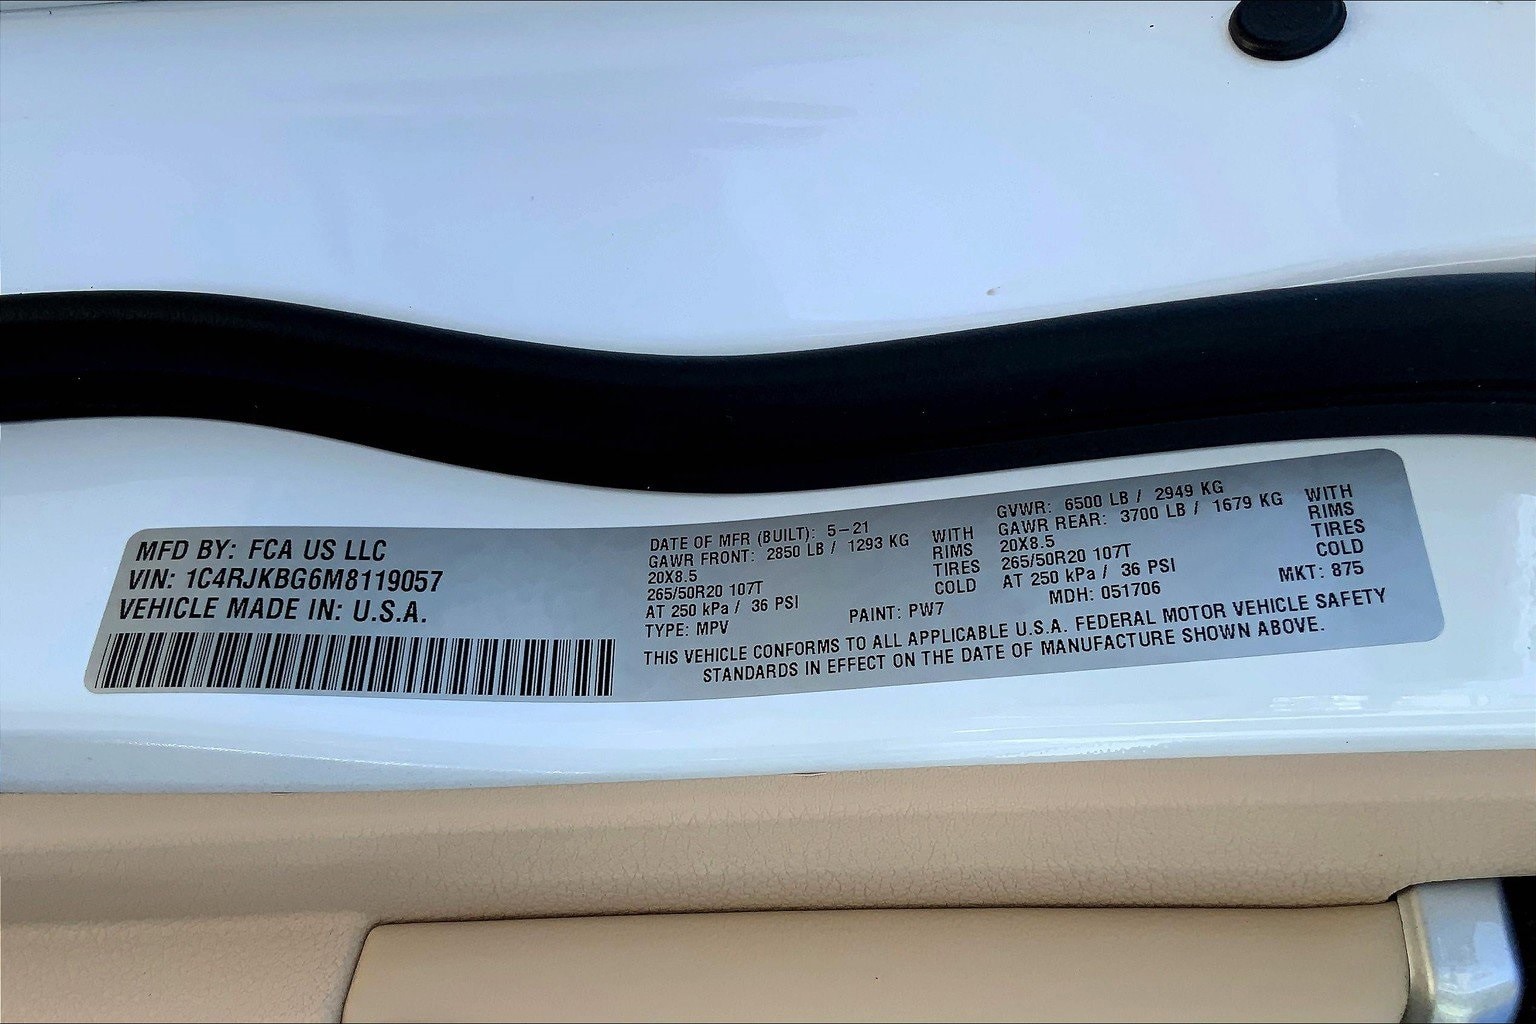 MFD BY: FCA US LLC
VIN: 1C4RJKBG6M8119057
VEHICLE MADE IN: U.S.A.
DATE OF MFR (BUILT): 5-21
GAWR FRONT: 2850 LB / 1293 KG WITH
20X8.5 RIMS
265/50R20 107T TIRES
AT 250 kPa / 36 PSI COLD
TYPE: MPV PAINT: PW7
GVWR: 6500 LB / 2949 KG
GAWR REAR: 3700 LB / 1679 KG WITH
20X8.5 RIMS
265/50R20 107T TIRES
AT 250 kPa / 36 PSI COLD
MDH: 051706 MKT: 875
THIS VEHICLE CONFORMS TO ALL APPLICABLE U.S.A. FEDERAL MOTOR VEHICLE SAFETY
STANDARDS IN EFFECT ON THE DATE OF MANUFACTURE SHOWN ABOVE.